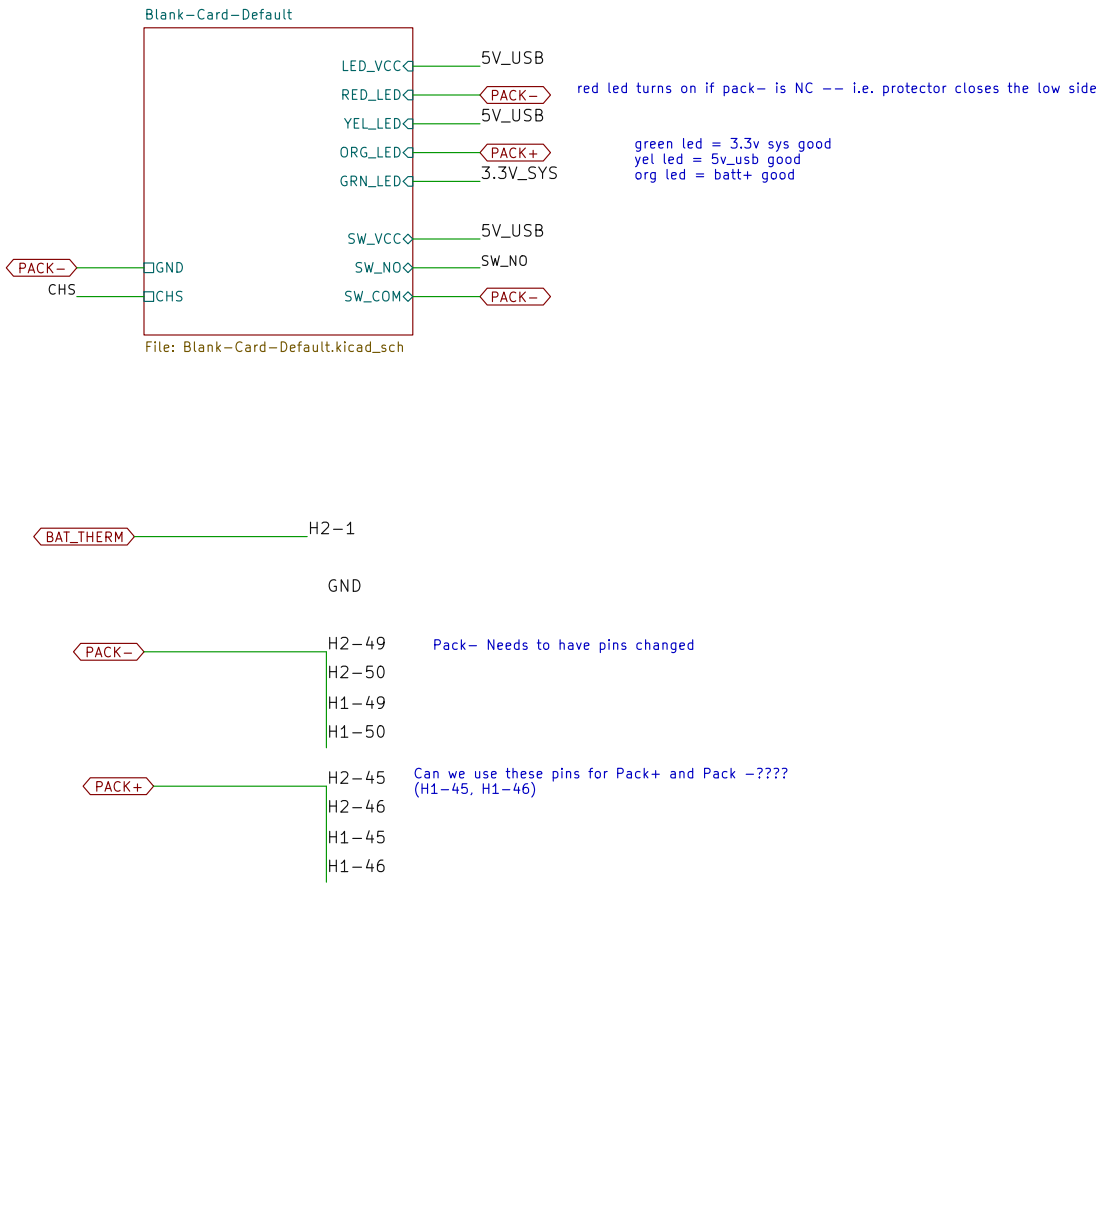 Blank-Card-Default
LED_VCC
5V_USB
RED_LED
PACK-
red led turns on if pack- is NC -- i.e. protector closes the low side
YEL_LED
5V_USB
ORG_LED
PACK+
GRN_LED
3.3V_SYS
green led = 3.3v sys good
yel led = 5v_usb good
org led = batt+ good
SW_VCC
5V_USB
PACK-
GND
SW_NO
SW_NO
CHS
CHS
SW_COM
PACK-
File: Blank-Card-Default.kicad_sch
BAT_THERM
H2-1
GND
PACK-
H2-49
Pack- Needs to have pins changed
H2-50
H1-49
H1-50
PACK+
H2-45
Can we use these pins for Pack+ and Pack -????
(H1-45, H1-46)
H2-46
H1-45
H1-46